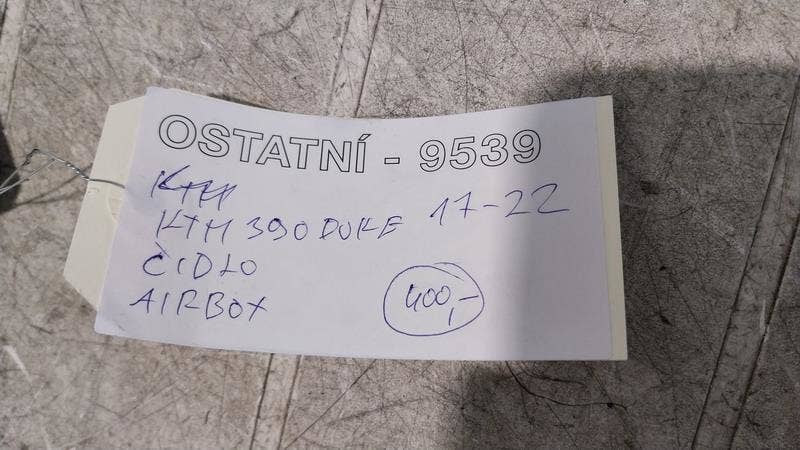 OSTATNÍ - 9539
KTM
KTM 390 DUKE 17-22
ČIDLO
AIRBOX
400,-